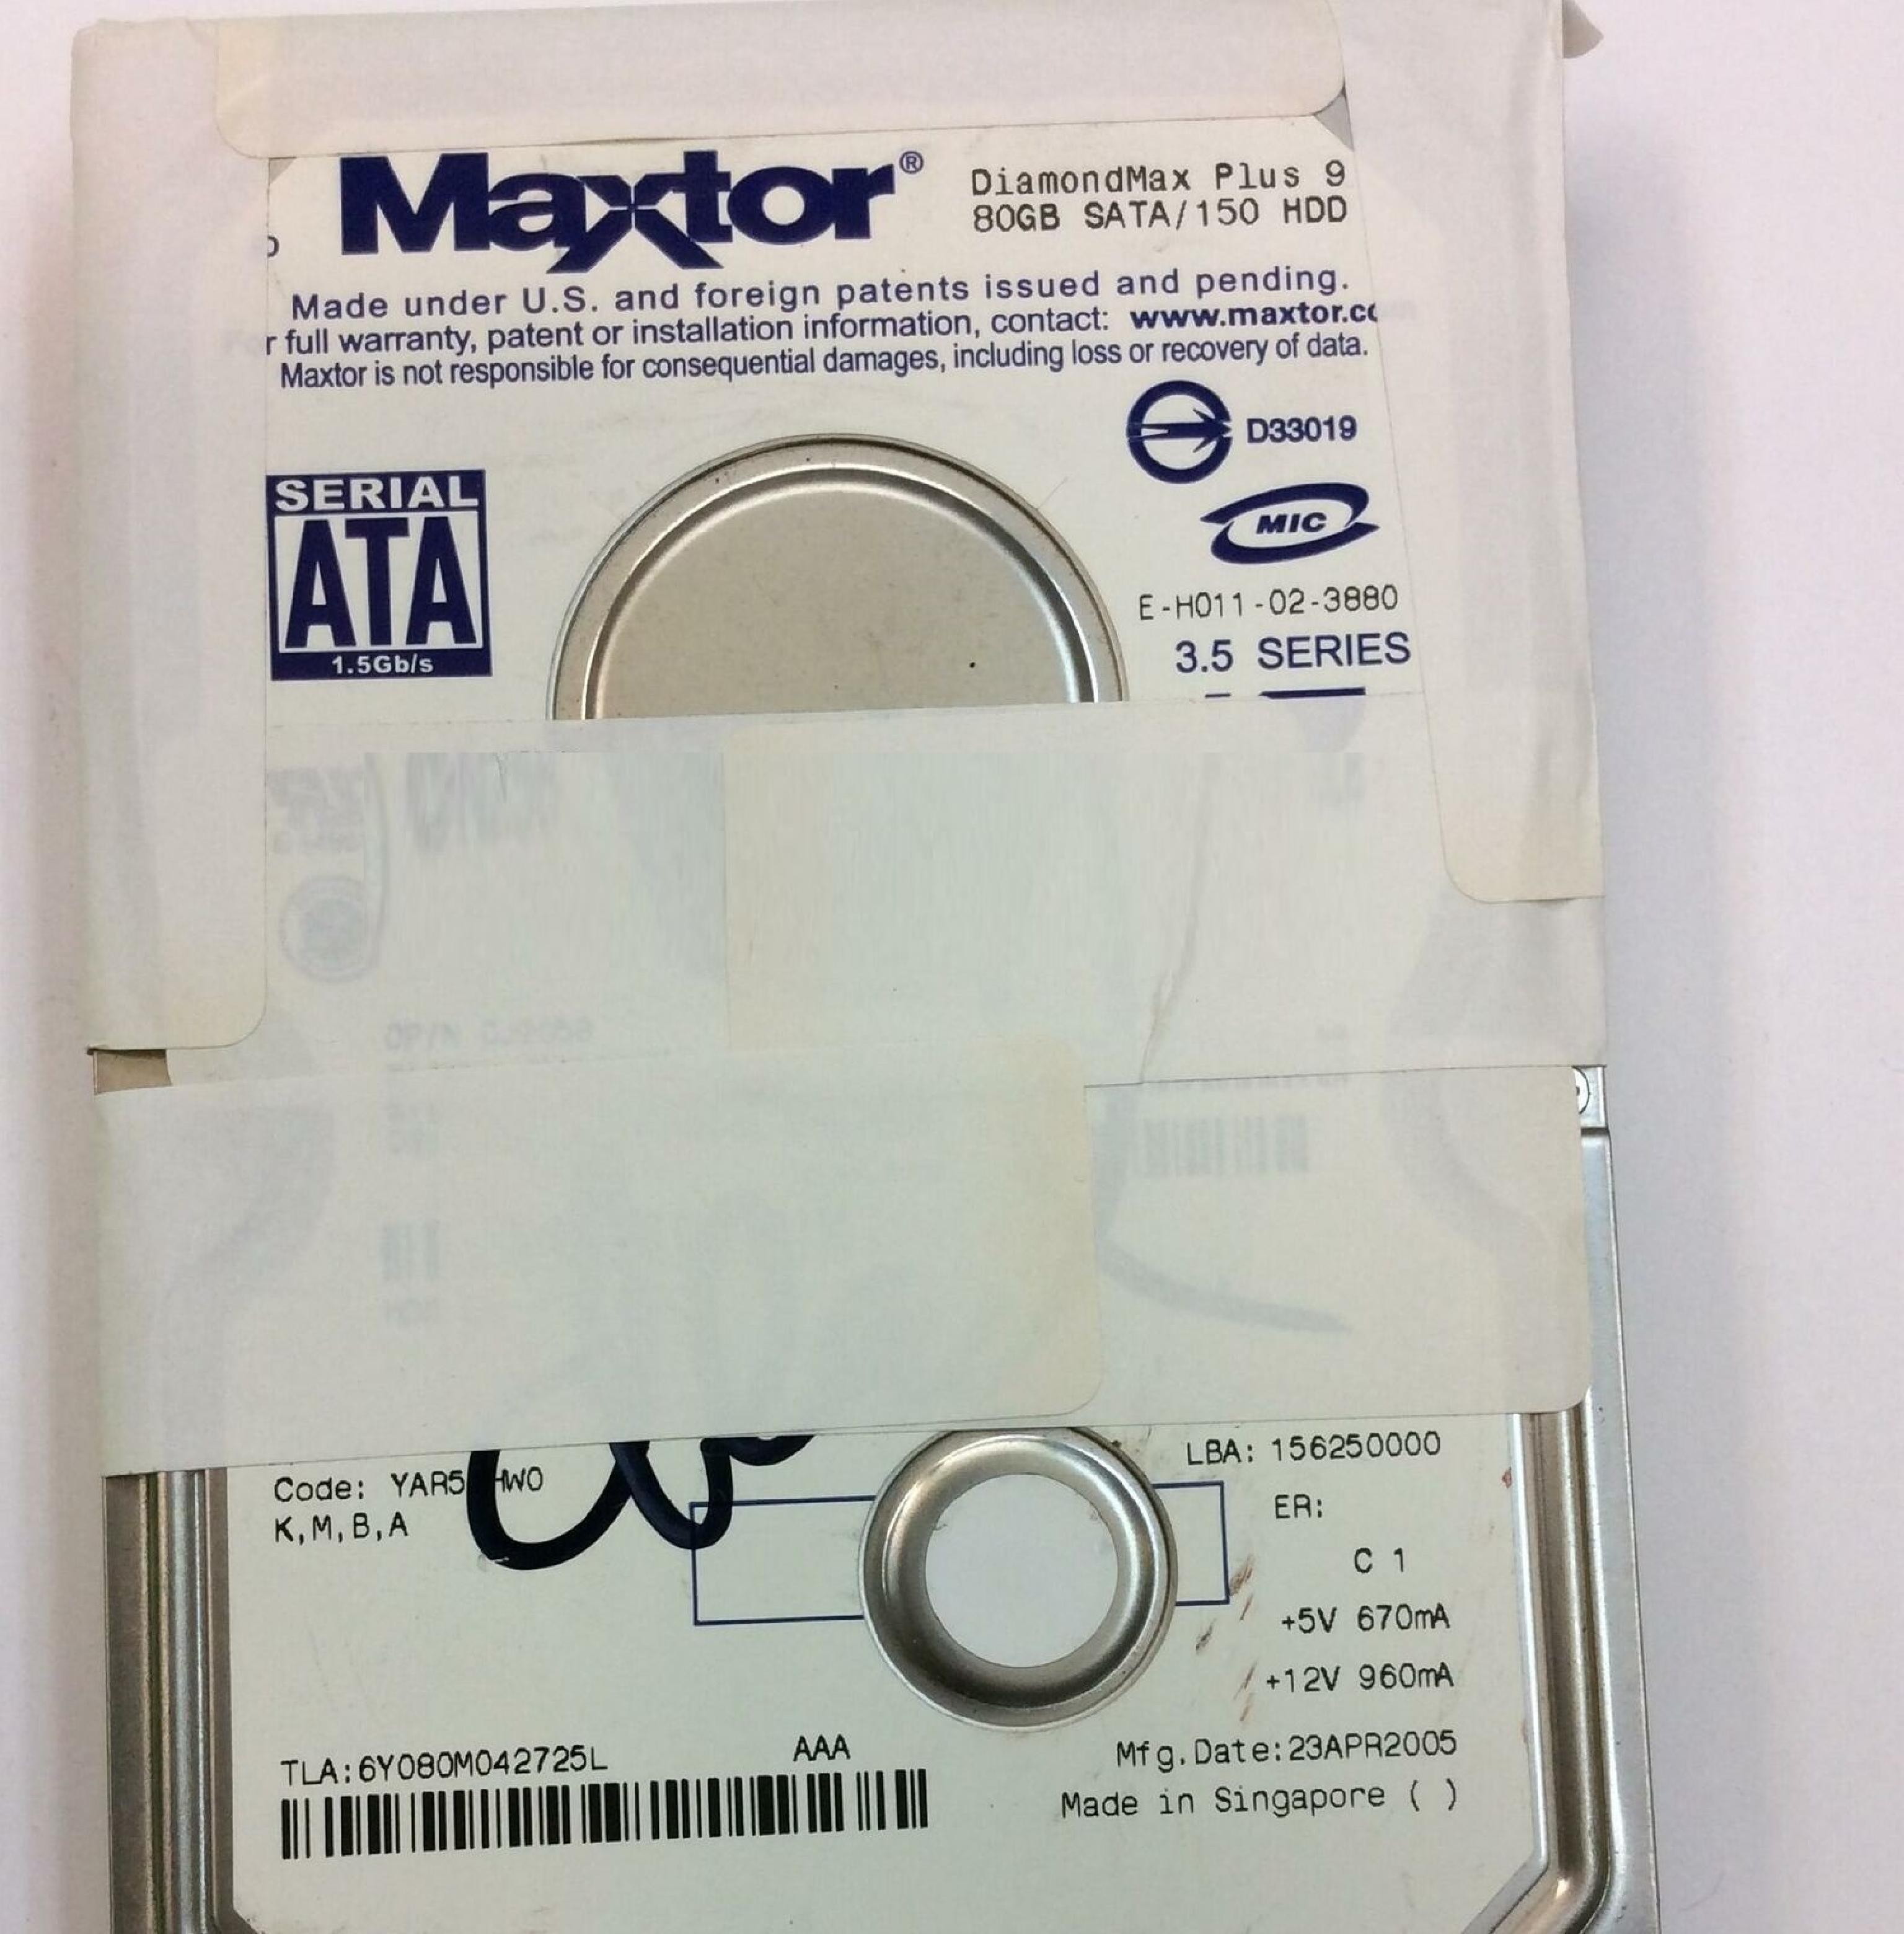 Maxtor®
DiamondMax Plus 9
80GB SATA/150 HDD
Made under U.S. and foreign patents issued and pending.
r full warranty, patent or installation information, contact: www.maxtor.co
Maxtor is not responsible for consequential damages, including loss or recovery of data.
D33019
SERIAL
ATA
1.5Gb/s
MIC
E-H011-02-3880
3.5 SERIES
LBA: 156250000
Code: YAR5 HW0
K,M,B,A
ER:
C 1
+5V 670mA
+12V 960mA
TLA:6Y080M042725L
AAA
Mfg.Date:23APR2005
Made in Singapore ( )